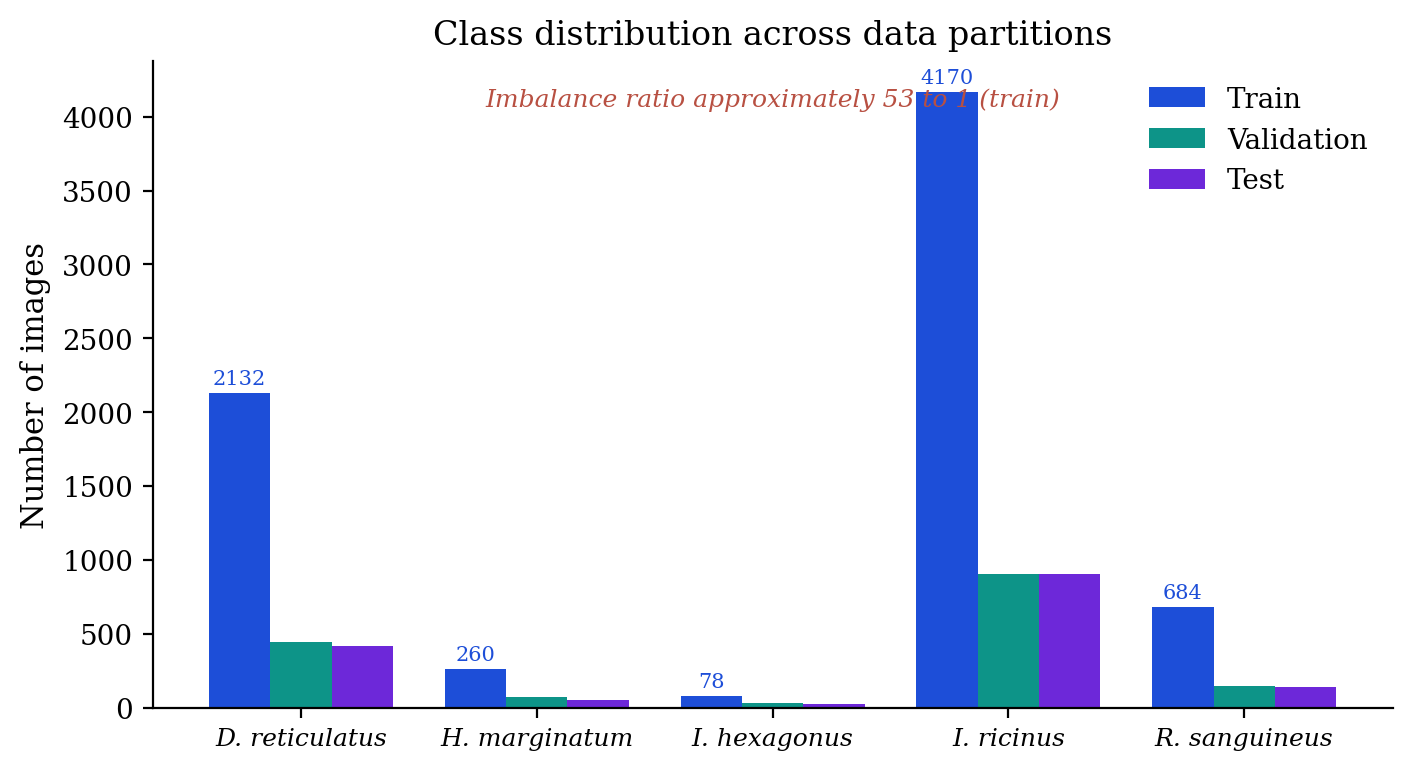 Class distribution across data partitions
4170
Imbalance ratio approximately 53 to 1 (train)
Train
Validation
Test
Number of images
4000
3500
3000
2500
2000
1500
1000
500
0
2132
260
78
684
D. reticulatus
H. marginatum
I. hexagonus
I. ricinus
R. sanguineus